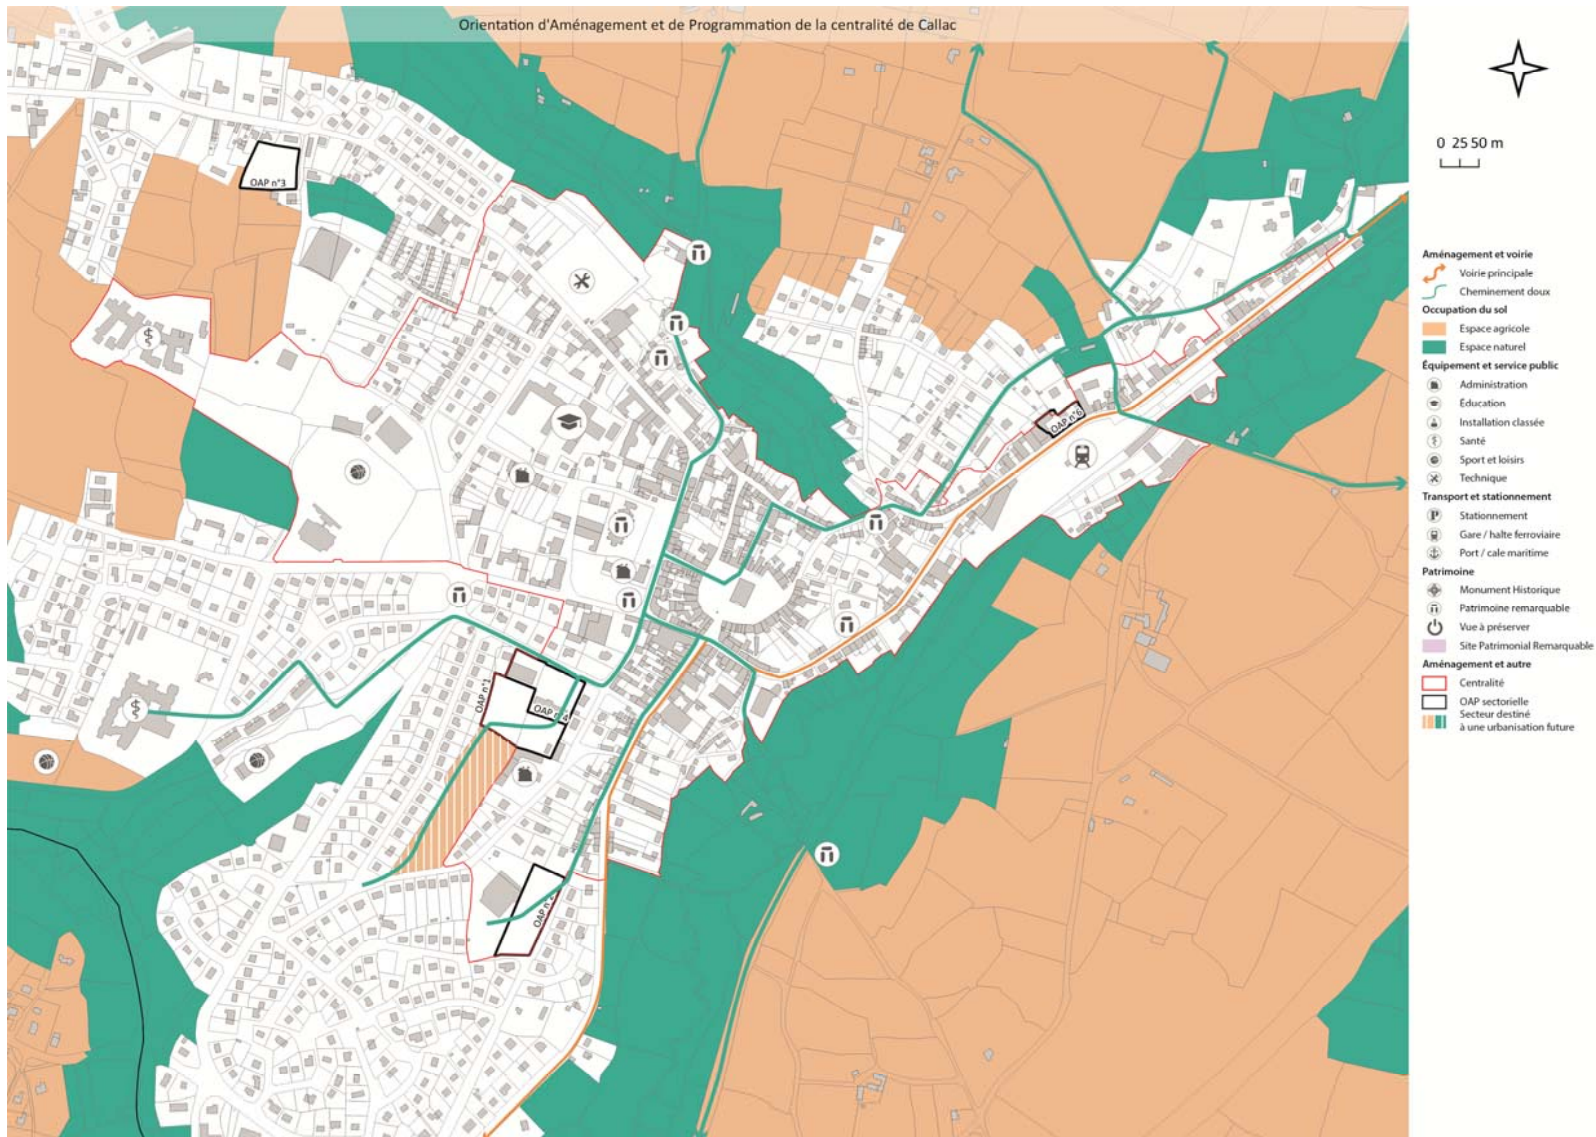 Orientation d'Aménagement et de Programmation de la centralité de Callac
0 25 50 m
OAP n°3
OAP n°6
OAP n°1
OAP n°4
OAP n°2
Aménagement et voirie
Voirie principale
Cheminement doux
Occupation du sol
Espace agricole
Espace naturel
Équipement et service public
Administration
Éducation
Installation classée
Santé
Sport et loisirs
Technique
Transport et stationnement
P Stationnement
Gare / halte ferroviaire
Port / cale maritime
Patrimoine
Monument Historique
Patrimoine remarquable
Vue à préserver
Site Patrimonial Remarquable
Aménagement et autre
Centralité
OAP sectorielle
Secteur destiné
à une urbanisation future